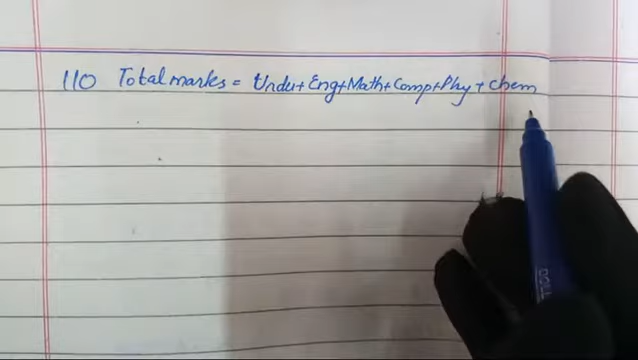 110 Total marks = Urdu+Eng+Math+Comp+Phy+Chem